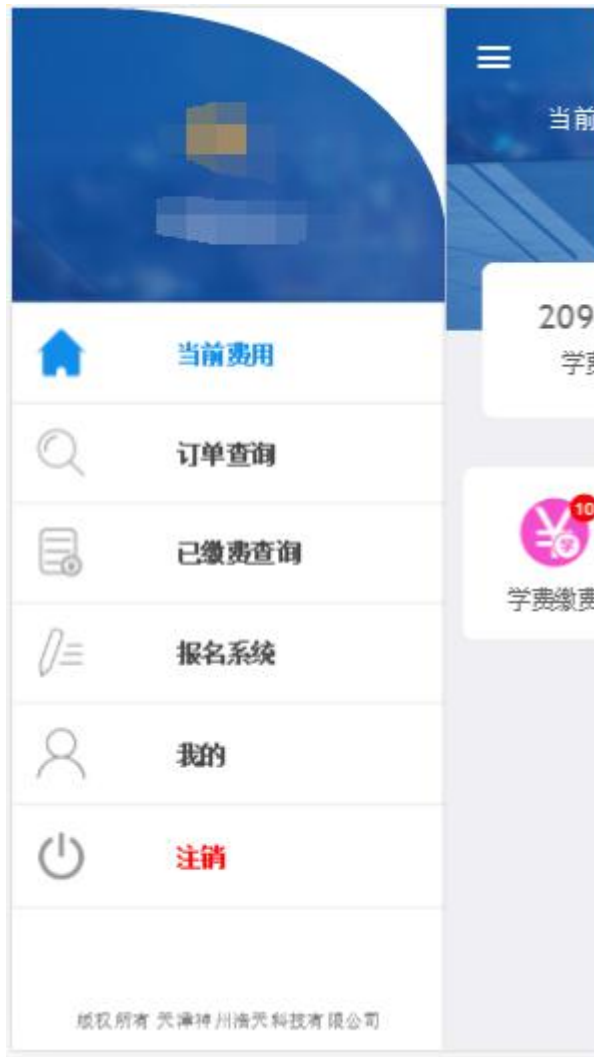 当前费用
订单查询
已缴费查询
报名系统
我的
注销
版权所有 天津神州浩天科技有限公司
当前
209
学费
10
学费缴费